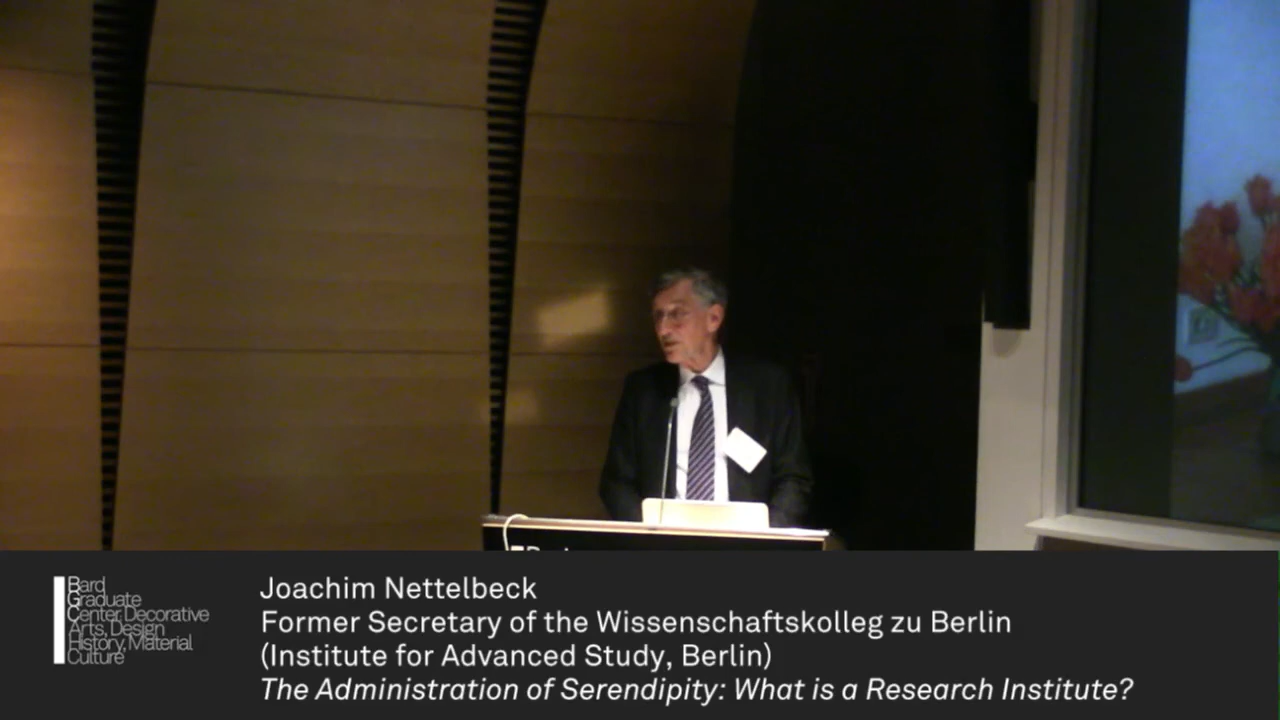 Bard
Graduate
Center: Decorative
Arts, Design
History, Material
Culture
Joachim Nettelbeck
Former Secretary of the Wissenschaftskolleg zu Berlin
(Institute for Advanced Study, Berlin)
The Administration of Serendipity: What is a Research Institute?